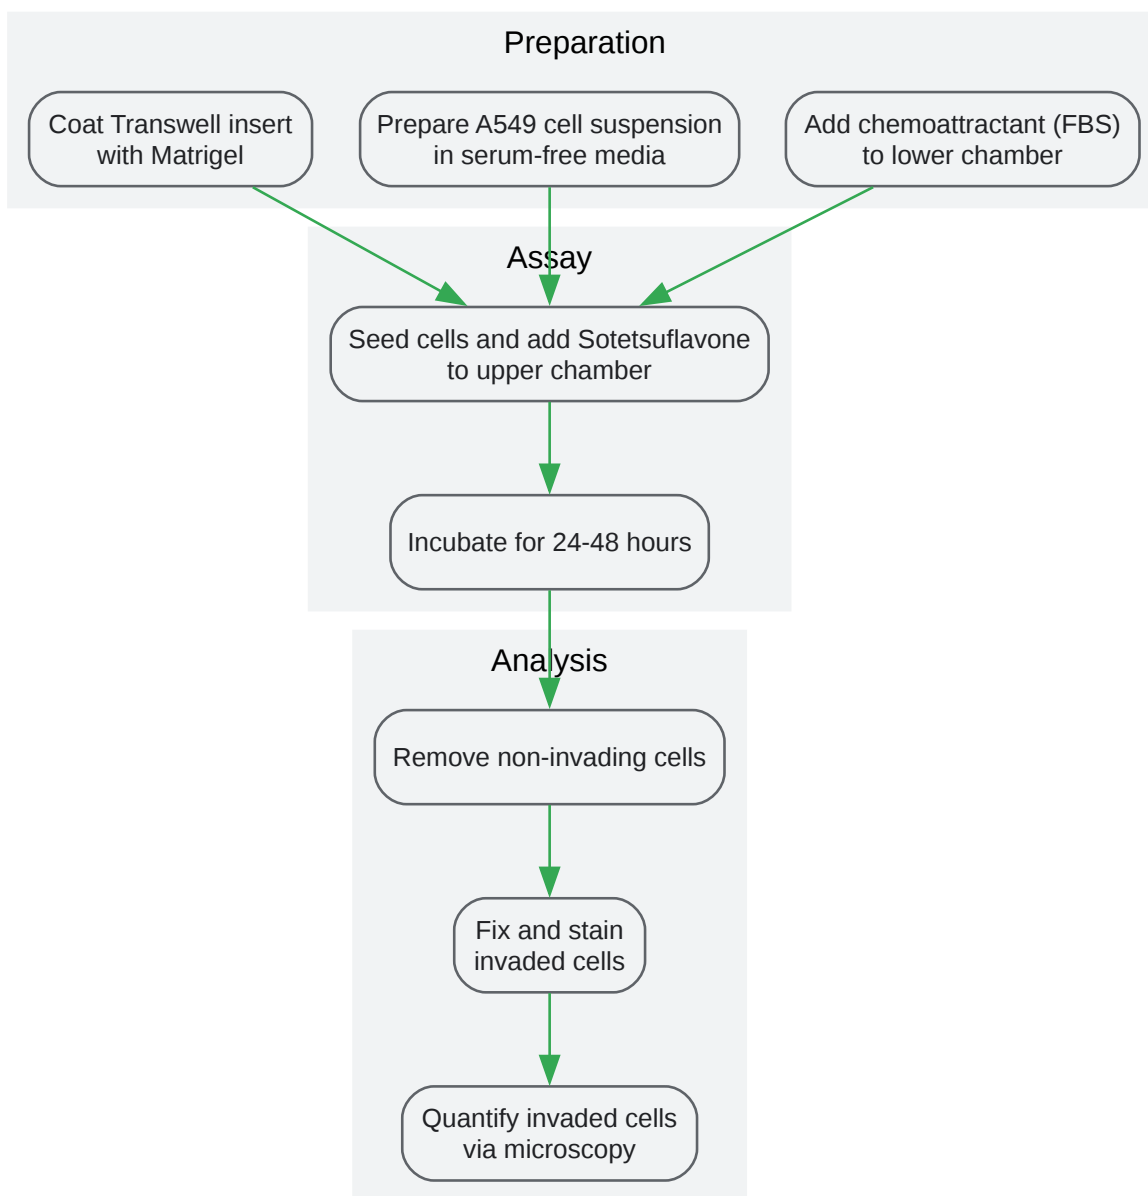 Preparation
Coat Transwell insert
with Matrigel
Prepare A549 cell suspension
in serum-free media
Add chemoattractant (FBS)
to lower chamber
Assay
Seed cells and add Sotetsuflavone
to upper chamber
Incubate for 24-48 hours
Analysis
Remove non-invading cells
Fix and stain
invaded cells
Quantify invaded cells
via microscopy